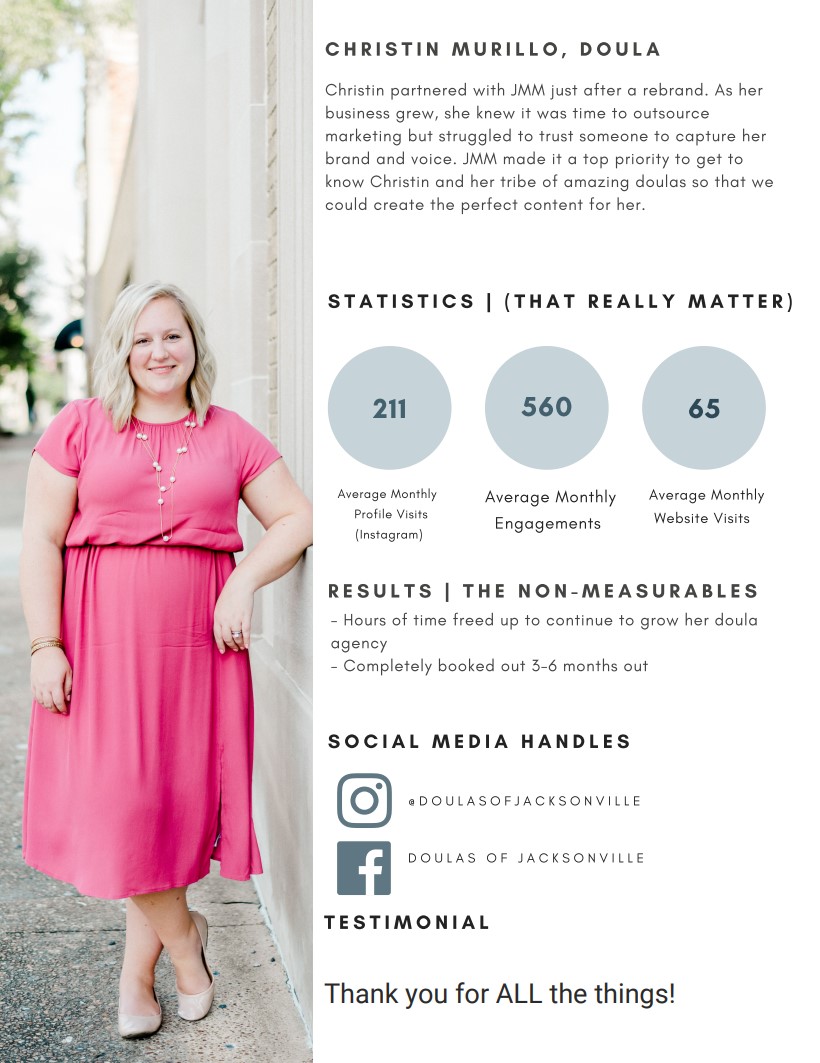 CHRISTIN MURILLO, DOULA
Christin partnered with JMM just after a rebrand. As her
business grew, she knew it was time to outsource
marketing but struggled to trust someone to capture her
brand and voice. JMM made it a top priority to get to
know Christin and her tribe of amazing doulas so that we
could create the perfect content for her.
STATISTICS | (THAT REALLY MATTER)
211
560
65
Average Monthly
Profile Visits
(Instagram)
Average Monthly
Engagements
Average Monthly
Website Visits
RESULTS | THE NON-MEASURABLES
- Hours of time freed up to continue to grow her doula
agency
- Completely booked out 3-6 months out
SOCIAL MEDIA HANDLES
@DOULASOFJACKSONVILLE
DOULAS OF JACKSONVILLE
TESTIMONIAL
Thank you for ALL the things!